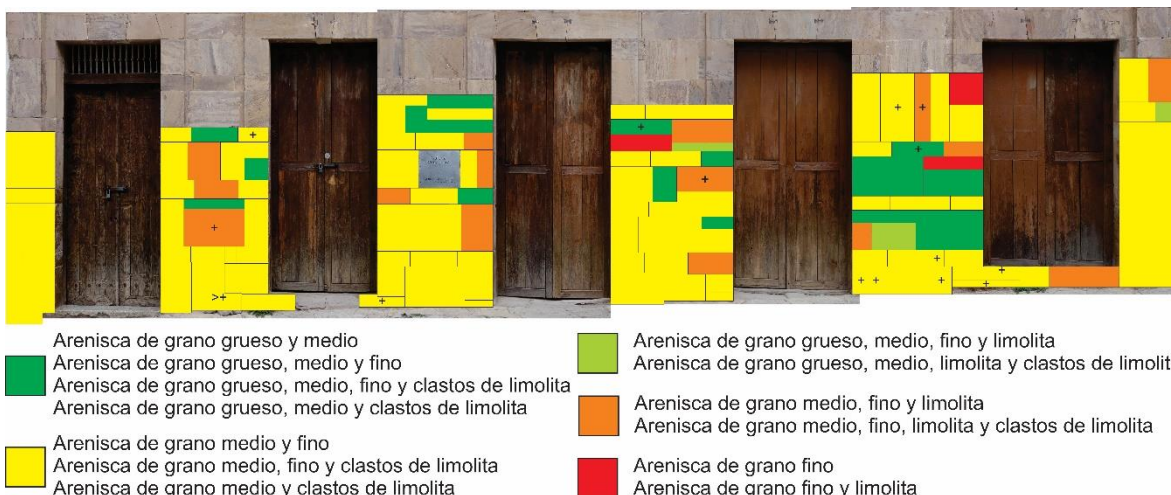 Arenisca de grano grueso y medio
Arenisca de grano grueso, medio y fino
Arenisca de grano grueso, medio, fino y clastos de limolita
Arenisca de grano grueso, medio y clastos de limolita
Arenisca de grano medio y fino
Arenisca de grano medio, fino y clastos de limolita
Arenisca de grano medio y clastos de limolita
Arenisca de grano grueso, medio, fino y limolita
Arenisca de grano grueso, medio, limolita y clastos de limolit
Arenisca de grano medio, fino y limolita
Arenisca de grano medio, fino, limolita y clastos de limolita
Arenisca de grano fino
Arenisca de grano fino y limolita